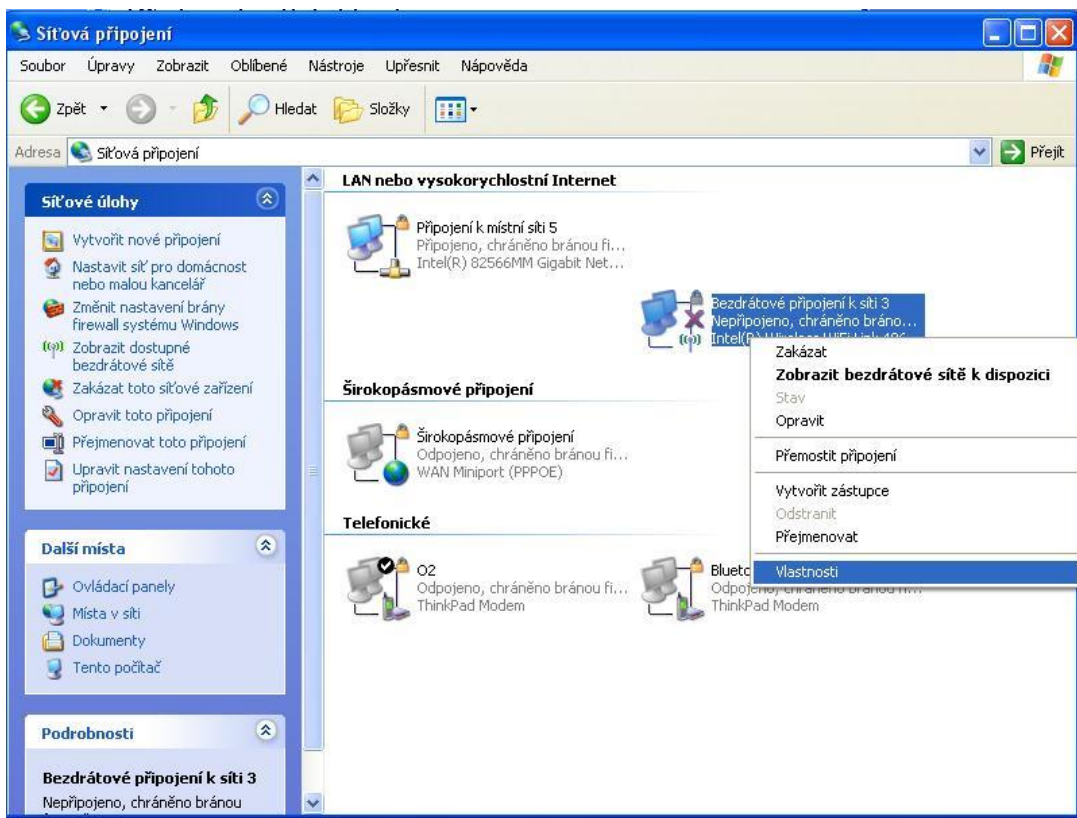 Síťová připojení
Soubor Úpravy Zobrazit Oblíbené Nástroje Upřesnit Nápověda
Zpět Hledat Složky
Adresa Síťová připojení Přejít
Síťové úlohy
Vytvořit nové připojení
Nastavit síť pro domácnost
nebo malou kancelář
Změnit nastavení brány
firewall systému Windows
Zobrazit dostupné
bezdrátové sítě
Zakázat toto síťové zařízení
Opravit toto připojení
Přejmenovat toto připojení
Upravit nastavení tohoto
připojení
Další místa
Ovládací panely
Místa v síti
Dokumenty
Tento počítač
Podrobnosti
Bezdrátové připojení k síti 3
Nepřipojeno, chráněno bránou
LAN nebo vysokorychlostní Internet
Připojení k místní síti 5
Připojeno, chráněno bránou fi...
Intel(R) 82566MM Gigabit Net...
Bezdrátové připojení k síti 3
Nepřipojeno, chráněno bráno...
Širokopásmové připojení
Širokopásmové připojení
Odpojeno, chráněno bránou fi...
WAN Miniport (PPPOE)
Telefonické
O2
Odpojeno, chráněno bránou fi...
ThinkPad Modem
Bluetc
Odpojeno, chráněno bránou fi...
ThinkPad Modem
Zakázat
Zobrazit bezdrátové sítě k dispozici
Stav
Opravit
Přemostit připojení
Vytvořit zástupce
Odstranit
Přejmenovat
Vlastnosti